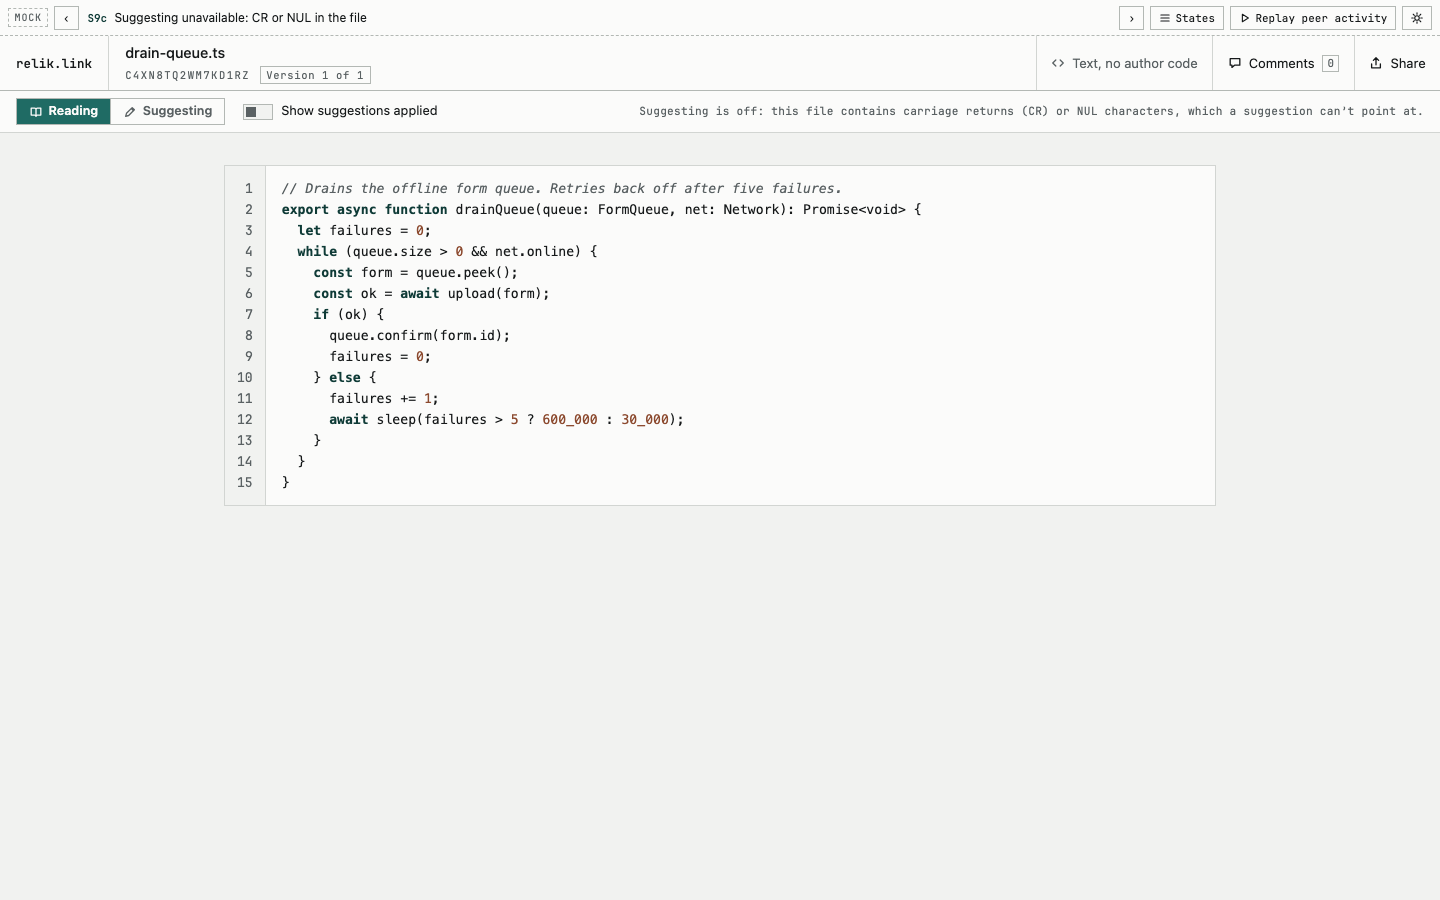 MOCK ‹ S9c Suggesting unavailable: CR or NUL in the file › States Replay peer activity
relik.link
drain-queue.ts
C4XN8TQ2WM7KD1RZ Version 1 of 1
Text, no author code Comments 0 Share
Reading Suggesting Show suggestions applied Suggesting is off: this file contains carriage returns (CR) or NUL characters, which a suggestion can't point at.
1 // Drains the offline form queue. Retries back off after five failures.
2 export async function drainQueue(queue: FormQueue, net: Network): Promise<void> {
3 let failures = 0;
4 while (queue.size > 0 && net.online) {
5 const form = queue.peek();
6 const ok = await upload(form);
7 if (ok) {
8 queue.confirm(form.id);
9 failures = 0;
10 } else {
11 failures += 1;
12 await sleep(failures > 5 ? 600_000 : 30_000);
13 }
14 }
15 }